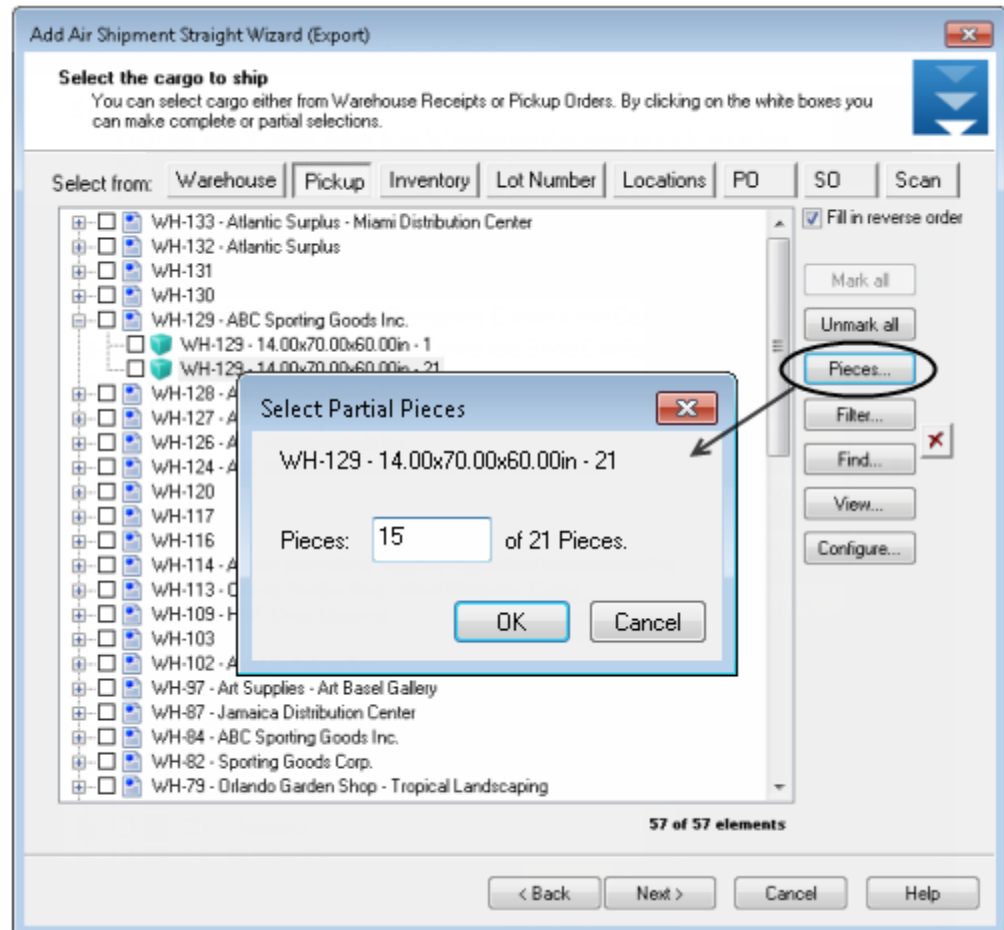 Add Air Shipment Straight Wizard (Export)
Select the cargo to ship
You can select cargo either from Warehouse Receipts or Pickup Orders. By clicking on the white boxes you
can make complete or partial selections.
Select from: Warehouse Pickup Inventory Lot Number Locations PO SO Scan
WH-133 - Atlantic Surplus - Miami Distribution Center
Fill in reverse order
WH-132 - Atlantic Surplus
WH-131
Mark all
WH-130
WH-129 - ABC Sporting Goods Inc.
Unmark all
WH-129 - 14.00x70.00x60.00in - 1
WH-129 - 14.00x70.00x60.00in - 21
Pieces...
WH-128 - A
WH-127 - A
Filter...
WH-126 - A
WH-124 - A
Find...
WH-120
WH-117
View...
WH-116
WH-114 - A
Configure...
WH-113 - C
WH-109 - H
WH-103
WH-102 - A
Select Partial Pieces
WH-129 - 14.00x70.00x60.00in - 21
Pieces: 15 of 21 Pieces.
OK Cancel
WH-97 - Art Supplies - Art Basel Gallery
WH-87 - Jamaica Distribution Center
WH-84 - ABC Sporting Goods Inc.
WH-82 - Sporting Goods Corp.
WH-79 - Orlando Garden Shop - Tropical Landscaping
57 of 57 elements
< Back Next > Cancel Help